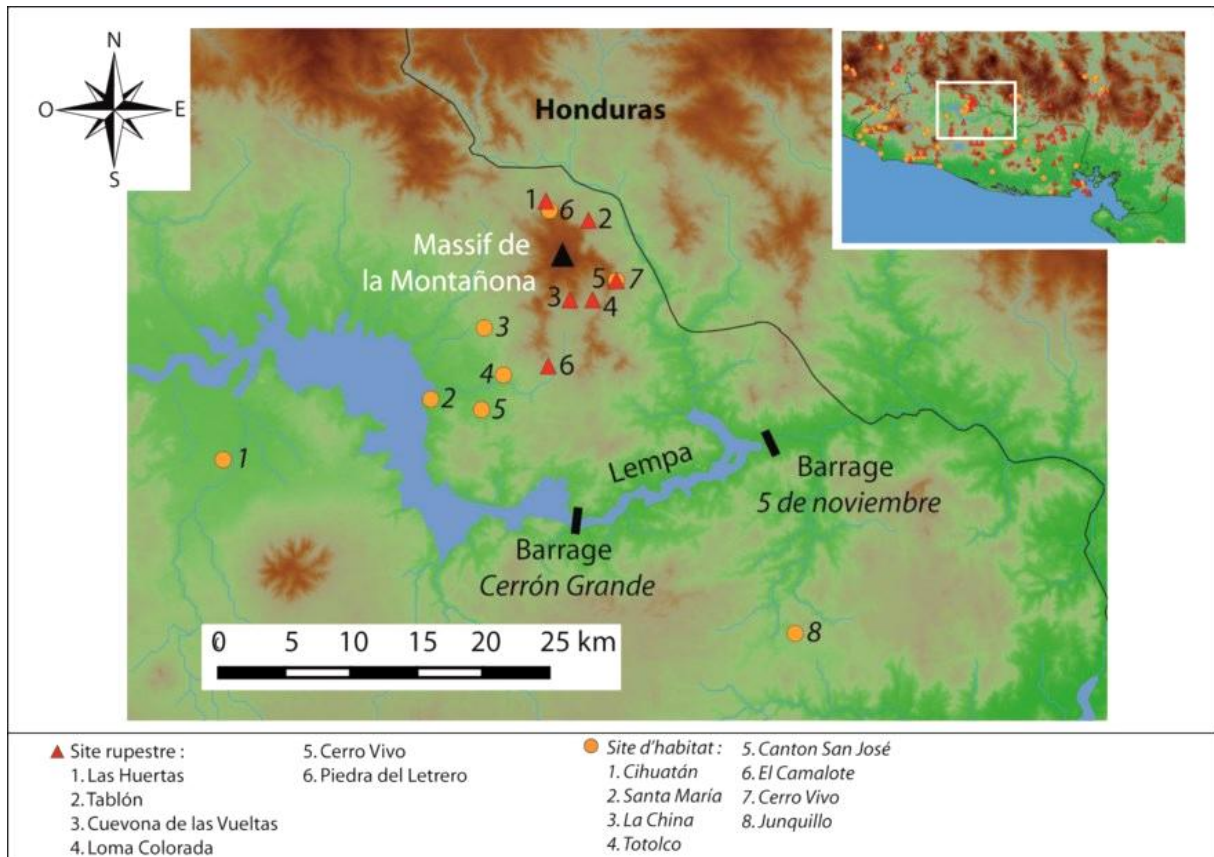 N
O
E
S
Honduras
1
6
2
Massif de
la Montañona
5
7
3
4
3
4
6
2
5
1
Lempa
Barrage
5 de noviembre
Barrage
Cerrón Grande
0 5 10 15 20 25 km
8
Site rupestre :
1. Las Huertas
2. Tablón
3. Cuevona de las Vueltas
4. Loma Colorada
5. Cerro Vivo
6. Piedra del Letrero
Site d'habitat :
1. Cihuatán
2. Santa María
3. La China
4. Totolco
5. Canton San José
6. El Camalote
7. Cerro Vivo
8. Junquillo